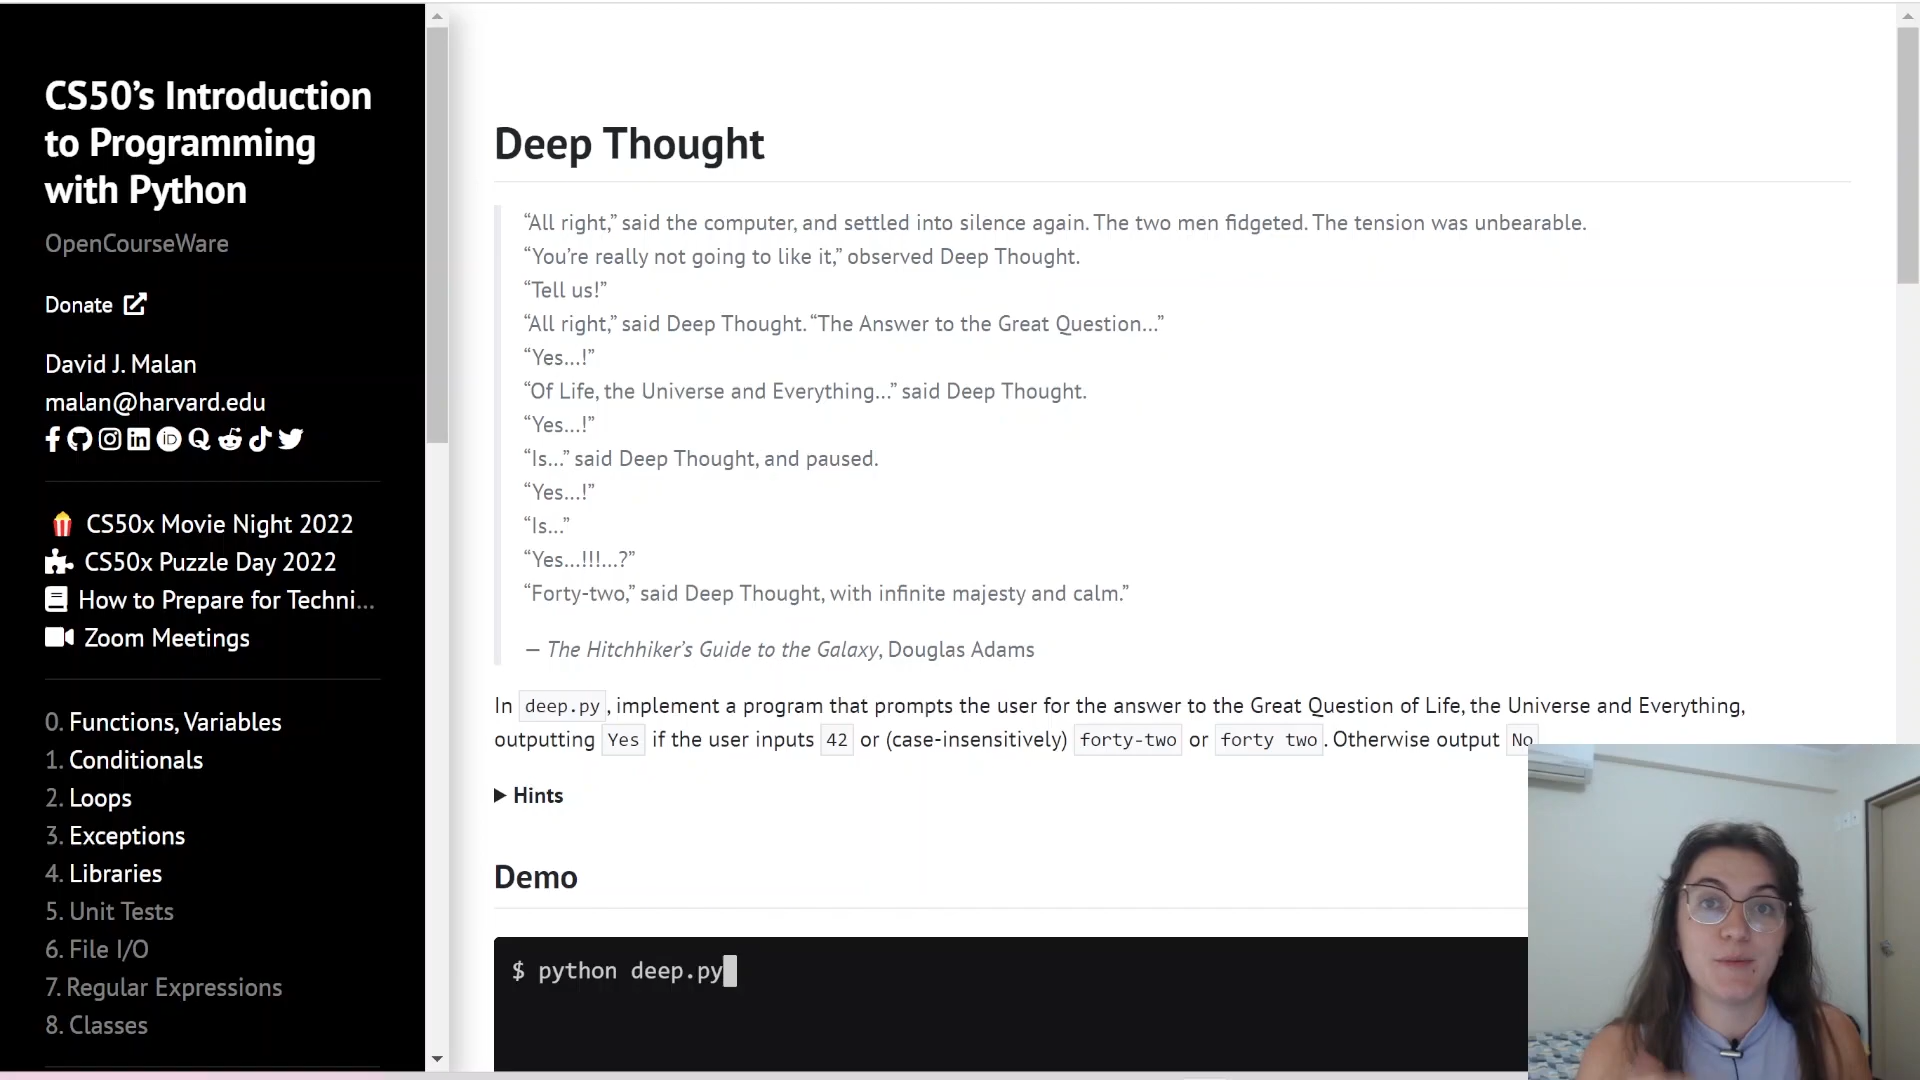 CS50’s Introduction
to Programming
with Python
OpenCourseWare
Donate
David J. Malan
malan@harvard.edu
CS50x Movie Night 2022
CS50x Puzzle Day 2022
How to Prepare for Techni...
Zoom Meetings
0. Functions, Variables
1. Conditionals
2. Loops
3. Exceptions
4. Libraries
5. Unit Tests
6. File I/O
7. Regular Expressions
8. Classes
Deep Thought
“All right,” said the computer, and settled into silence again. The two men fidgeted. The tension was unbearable.
“You’re really not going to like it,” observed Deep Thought.
“Tell us!”
“All right,” said Deep Thought. “The Answer to the Great Question…”
“Yes…!”
“Of Life, the Universe and Everything…” said Deep Thought.
“Yes…!”
“Is…” said Deep Thought, and paused.
“Yes…!”
“Is…”
“Yes…!!!…?”
“Forty-two,” said Deep Thought, with infinite majesty and calm.”
— The Hitchhiker’s Guide to the Galaxy, Douglas Adams
In deep.py, implement a program that prompts the user for the answer to the Great Question of Life, the Universe and Everything,
outputting Yes if the user inputs 42 or (case-insensitively) forty-two or forty two. Otherwise output No
Hints
Demo
$ python deep.py